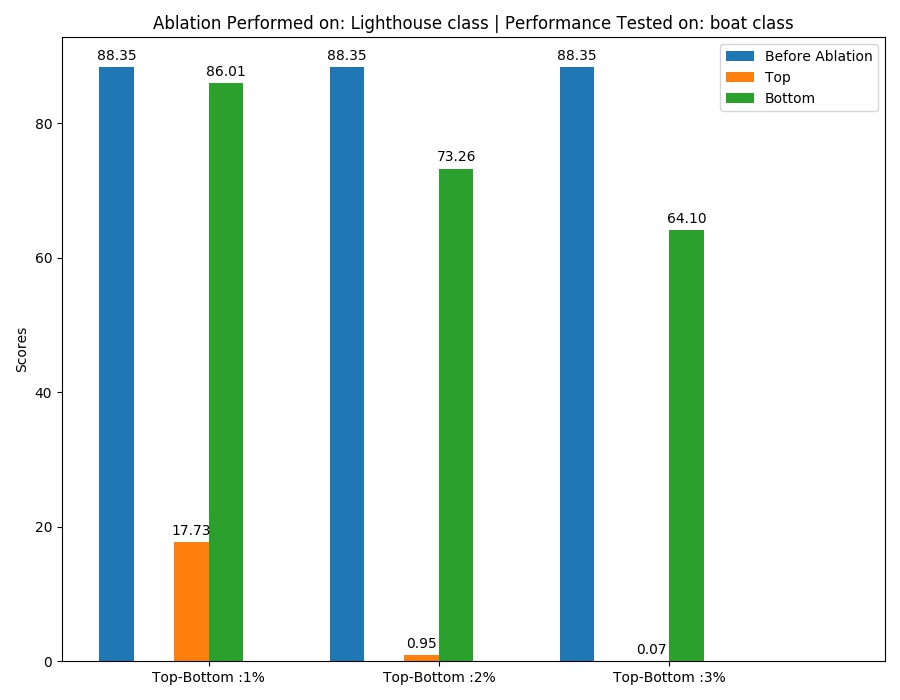 Ablation Performed on: Lighthouse class | Performance Tested on: boat class
Before Ablation
Top
Bottom
88.35
88.35
88.35
86.01
73.26
64.10
17.73
0.95
0.07
Scores
80
60
40
20
0
Top-Bottom :1%
Top-Bottom :2%
Top-Bottom :3%